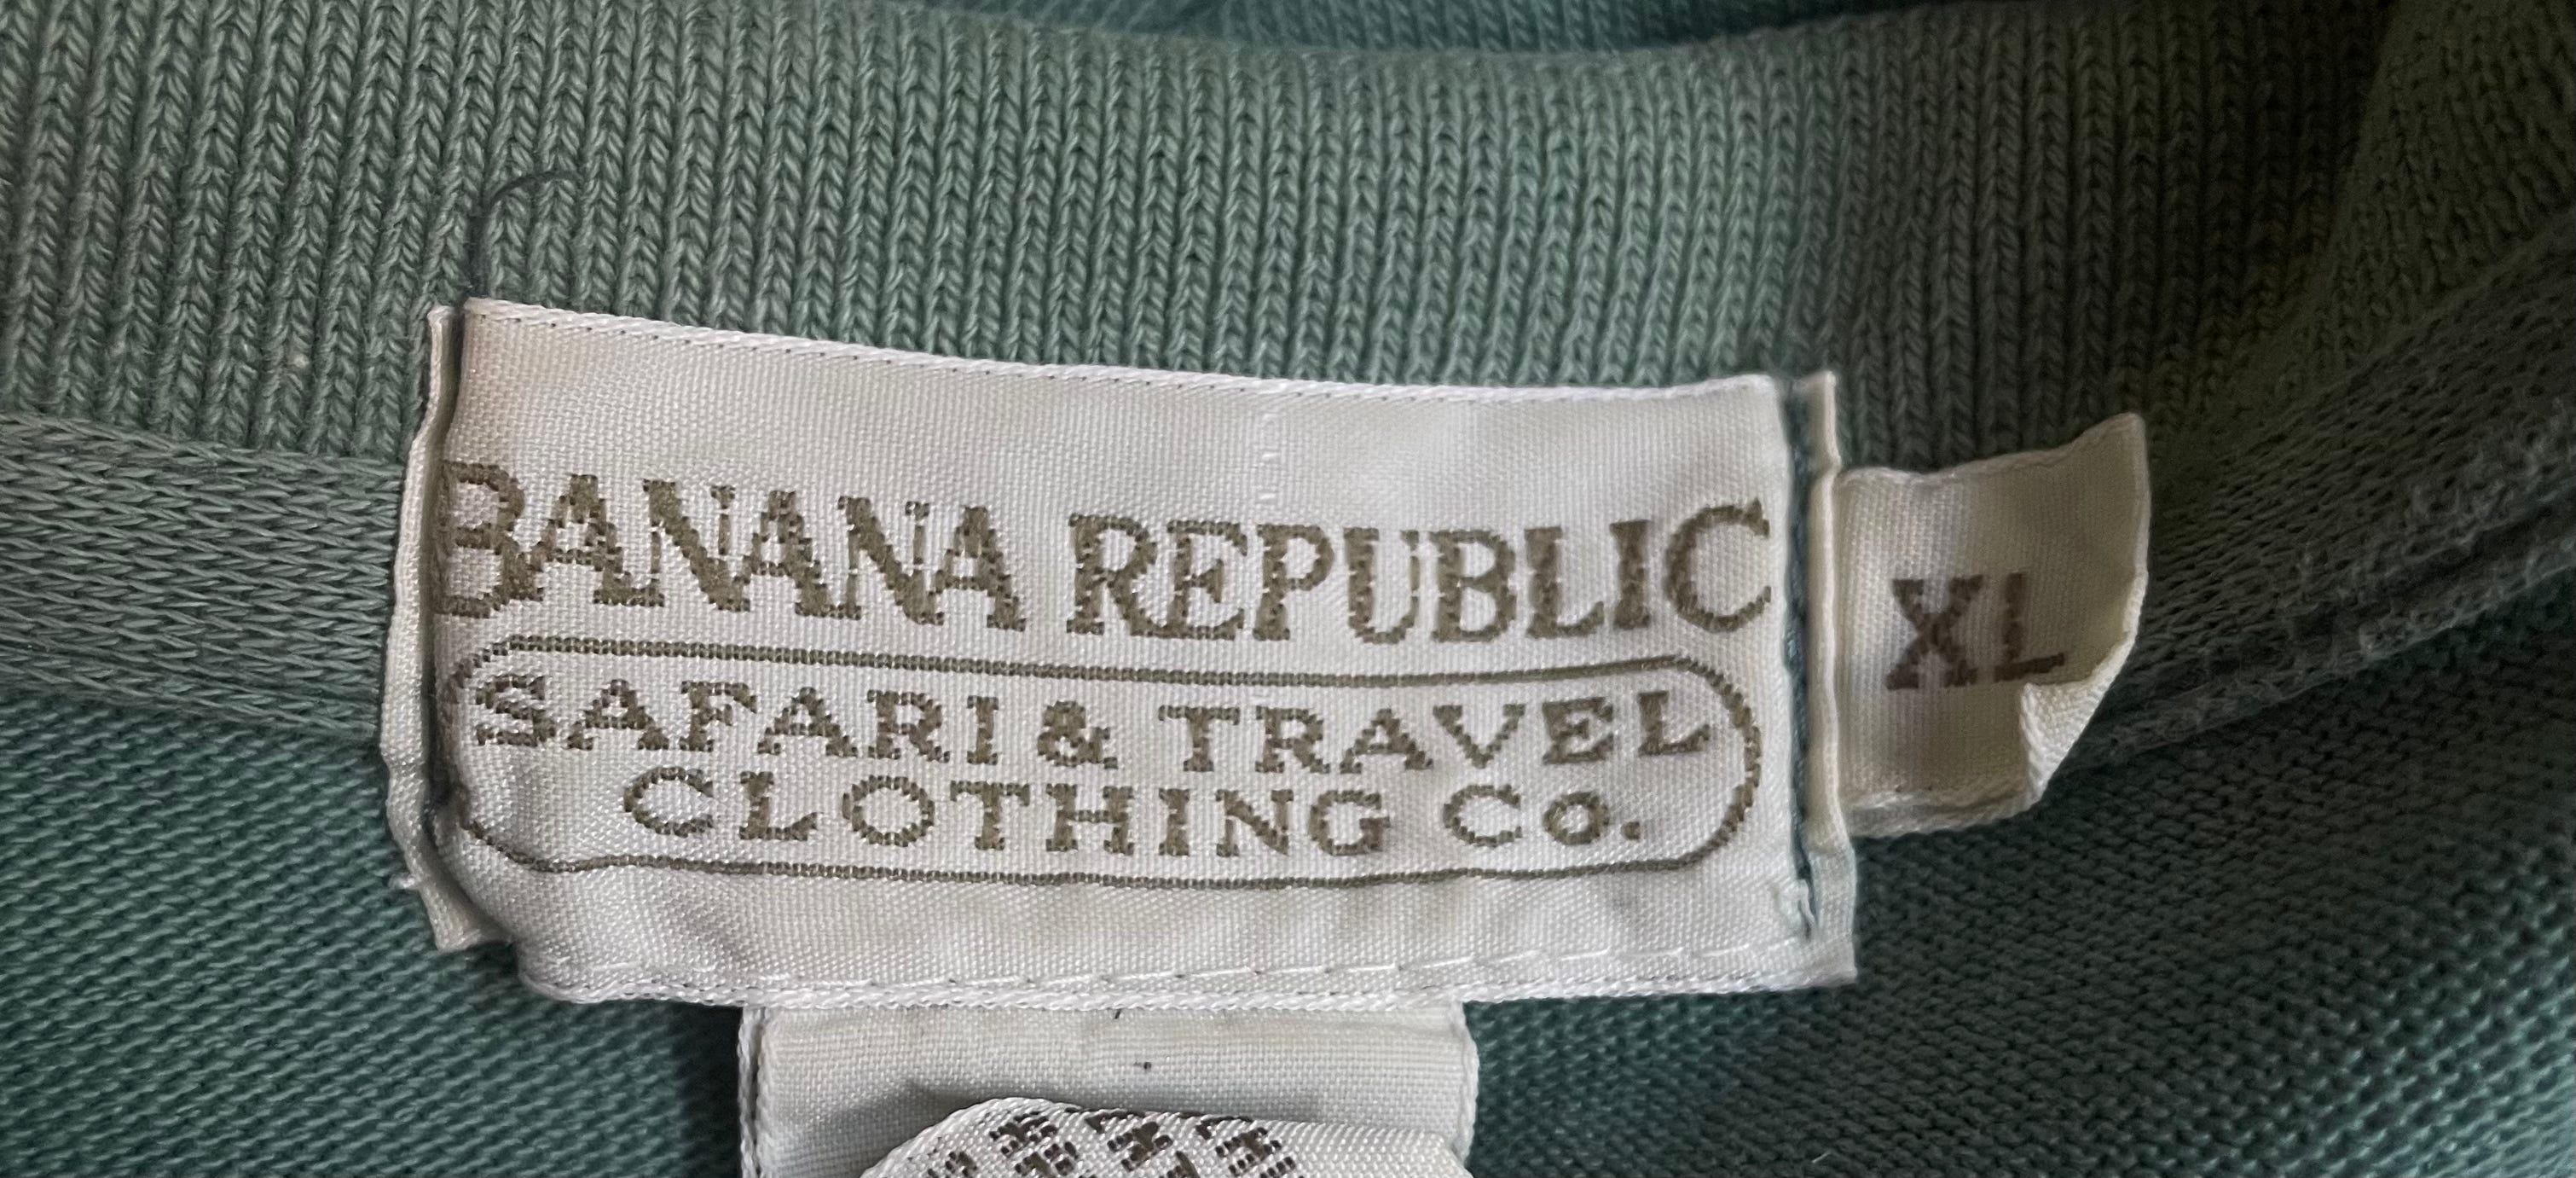 BANANA REPUBLIC
SAFARI & TRAVEL
CLOTHING Co.
XL